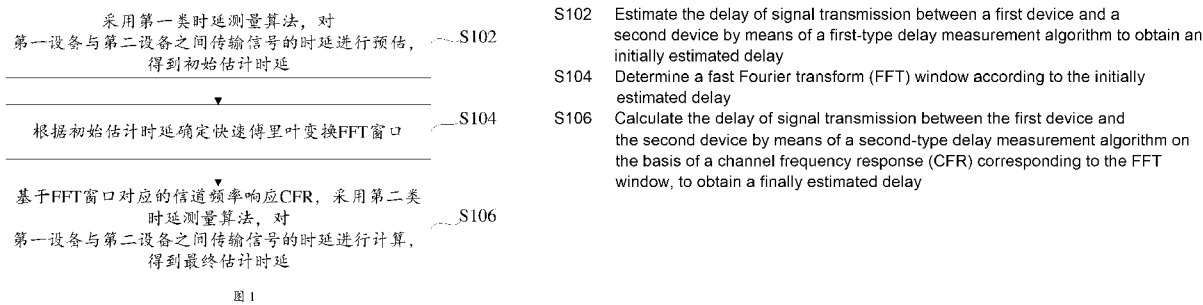 采用第一类时延测量算法，对
第一设备与第二设备之间传输信号的时延进行预估，
得到初始估计时延
S102
根据初始估计时延确定快速傅里叶变换FFT窗口
S104
基于FFT窗口对应的信道频率响应CFR，采用第二类
时延测量算法，对
第一设备与第二设备之间传输信号的时延进行计算，
得到最终估计时延
S106
图1
S102 Estimate the delay of signal transmission between a first device and a
second device by means of a first-type delay measurement algorithm to obtain an
initially estimated delay
S104 Determine a fast Fourier transform (FFT) window according to the initially
estimated delay
S106 Calculate the delay of signal transmission between the first device and
the second device by means of a second-type delay measurement algorithm on
the basis of a channel frequency response (CFR) corresponding to the FFT
window, to obtain a finally estimated delay